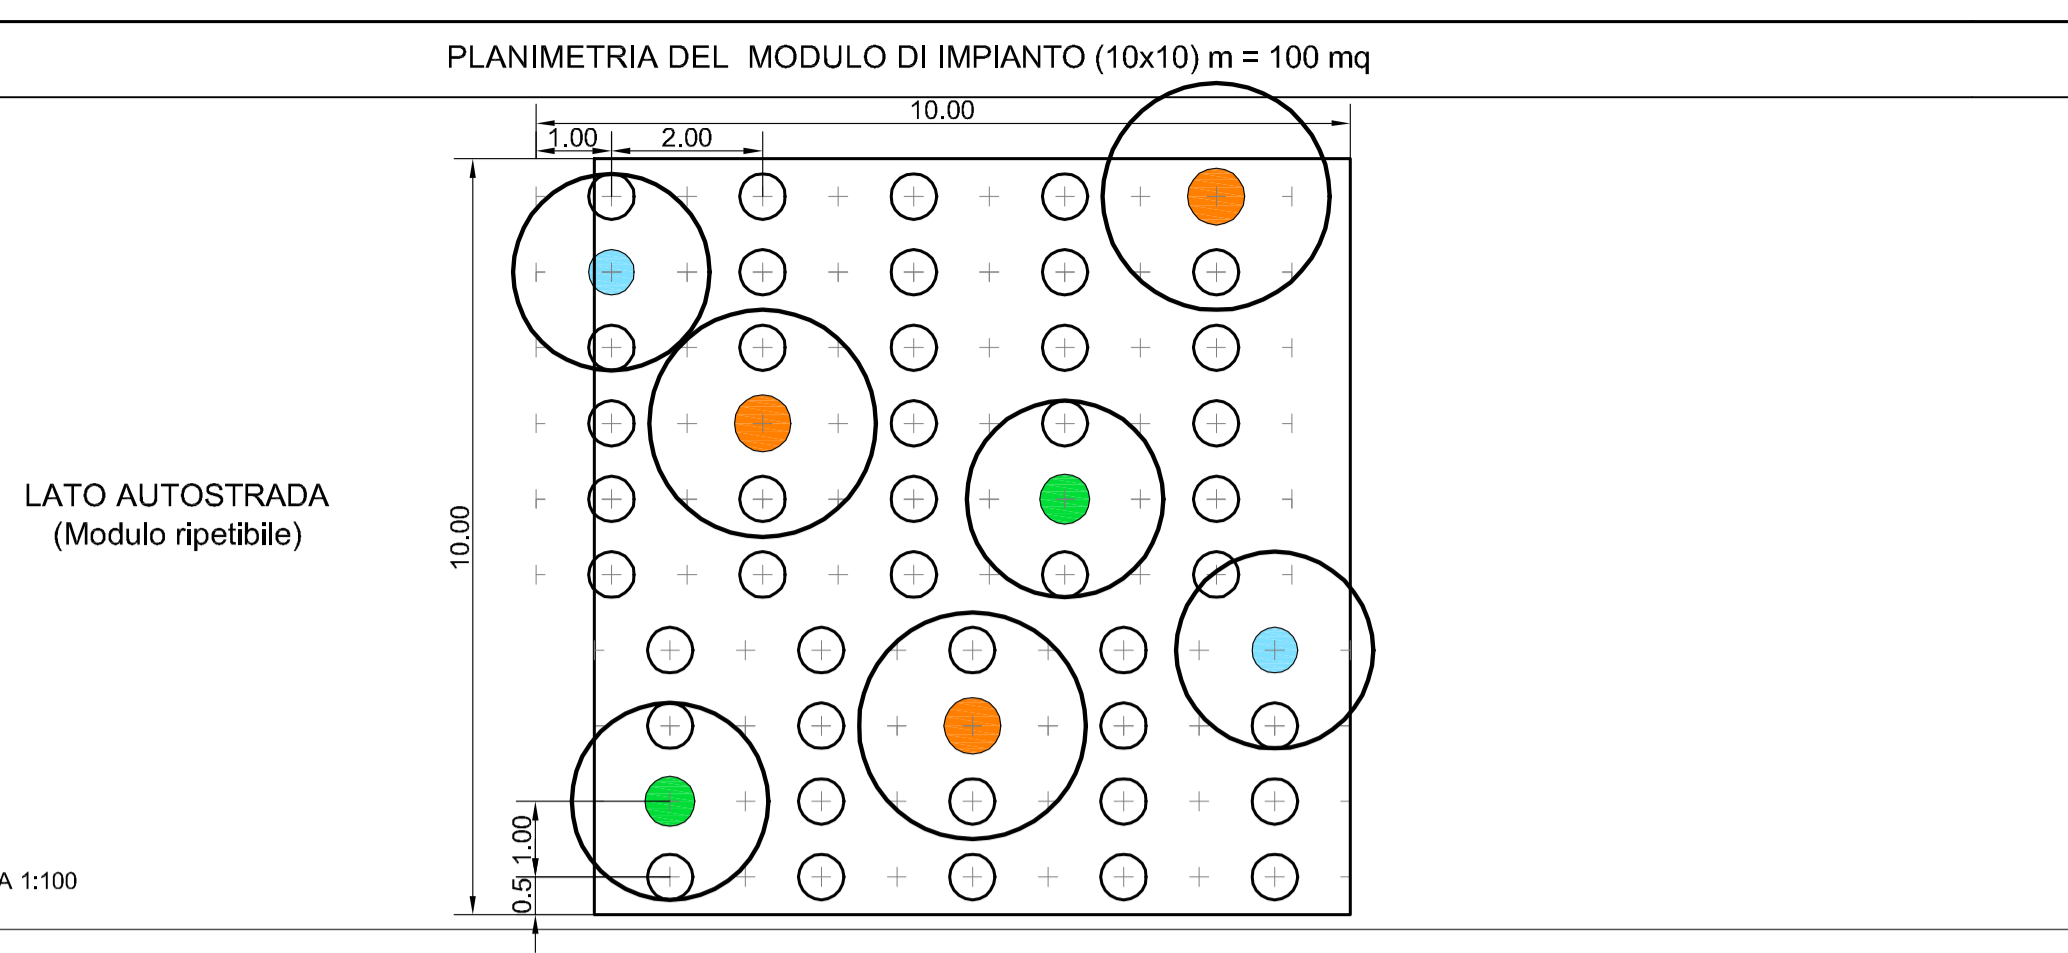 PLANIMETRIA DEL MODULO DI IMPIANTO (10x10) m = 100 mq
10.00
1.00
2.00
LATO AUTOSTRADA
(Modulo ripetibile)
10.00
1.00
0.5
A 1:100